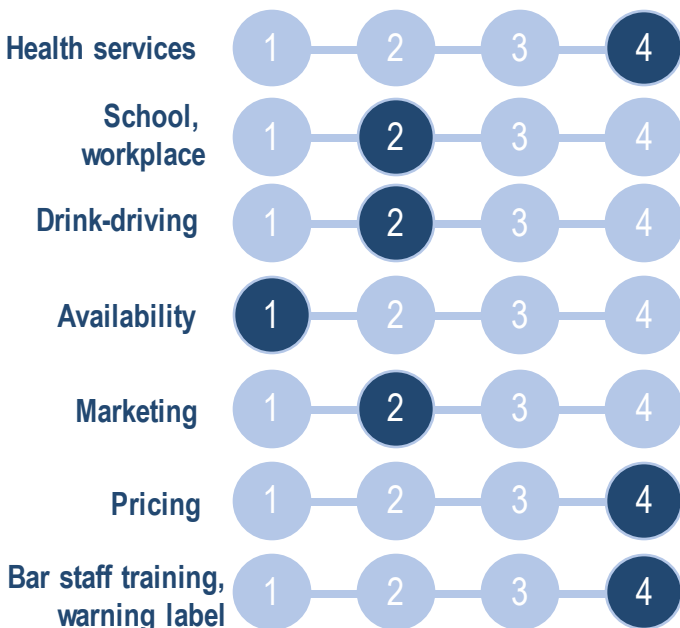 Health services 1 2 3 4
School,
workplace 1 2 3 4
Drink-driving 1 2 3 4
Availability 1 2 3 4
Marketing 1 2 3 4
Pricing 1 2 3 4
Bar staff training,
warning label 1 2 3 4